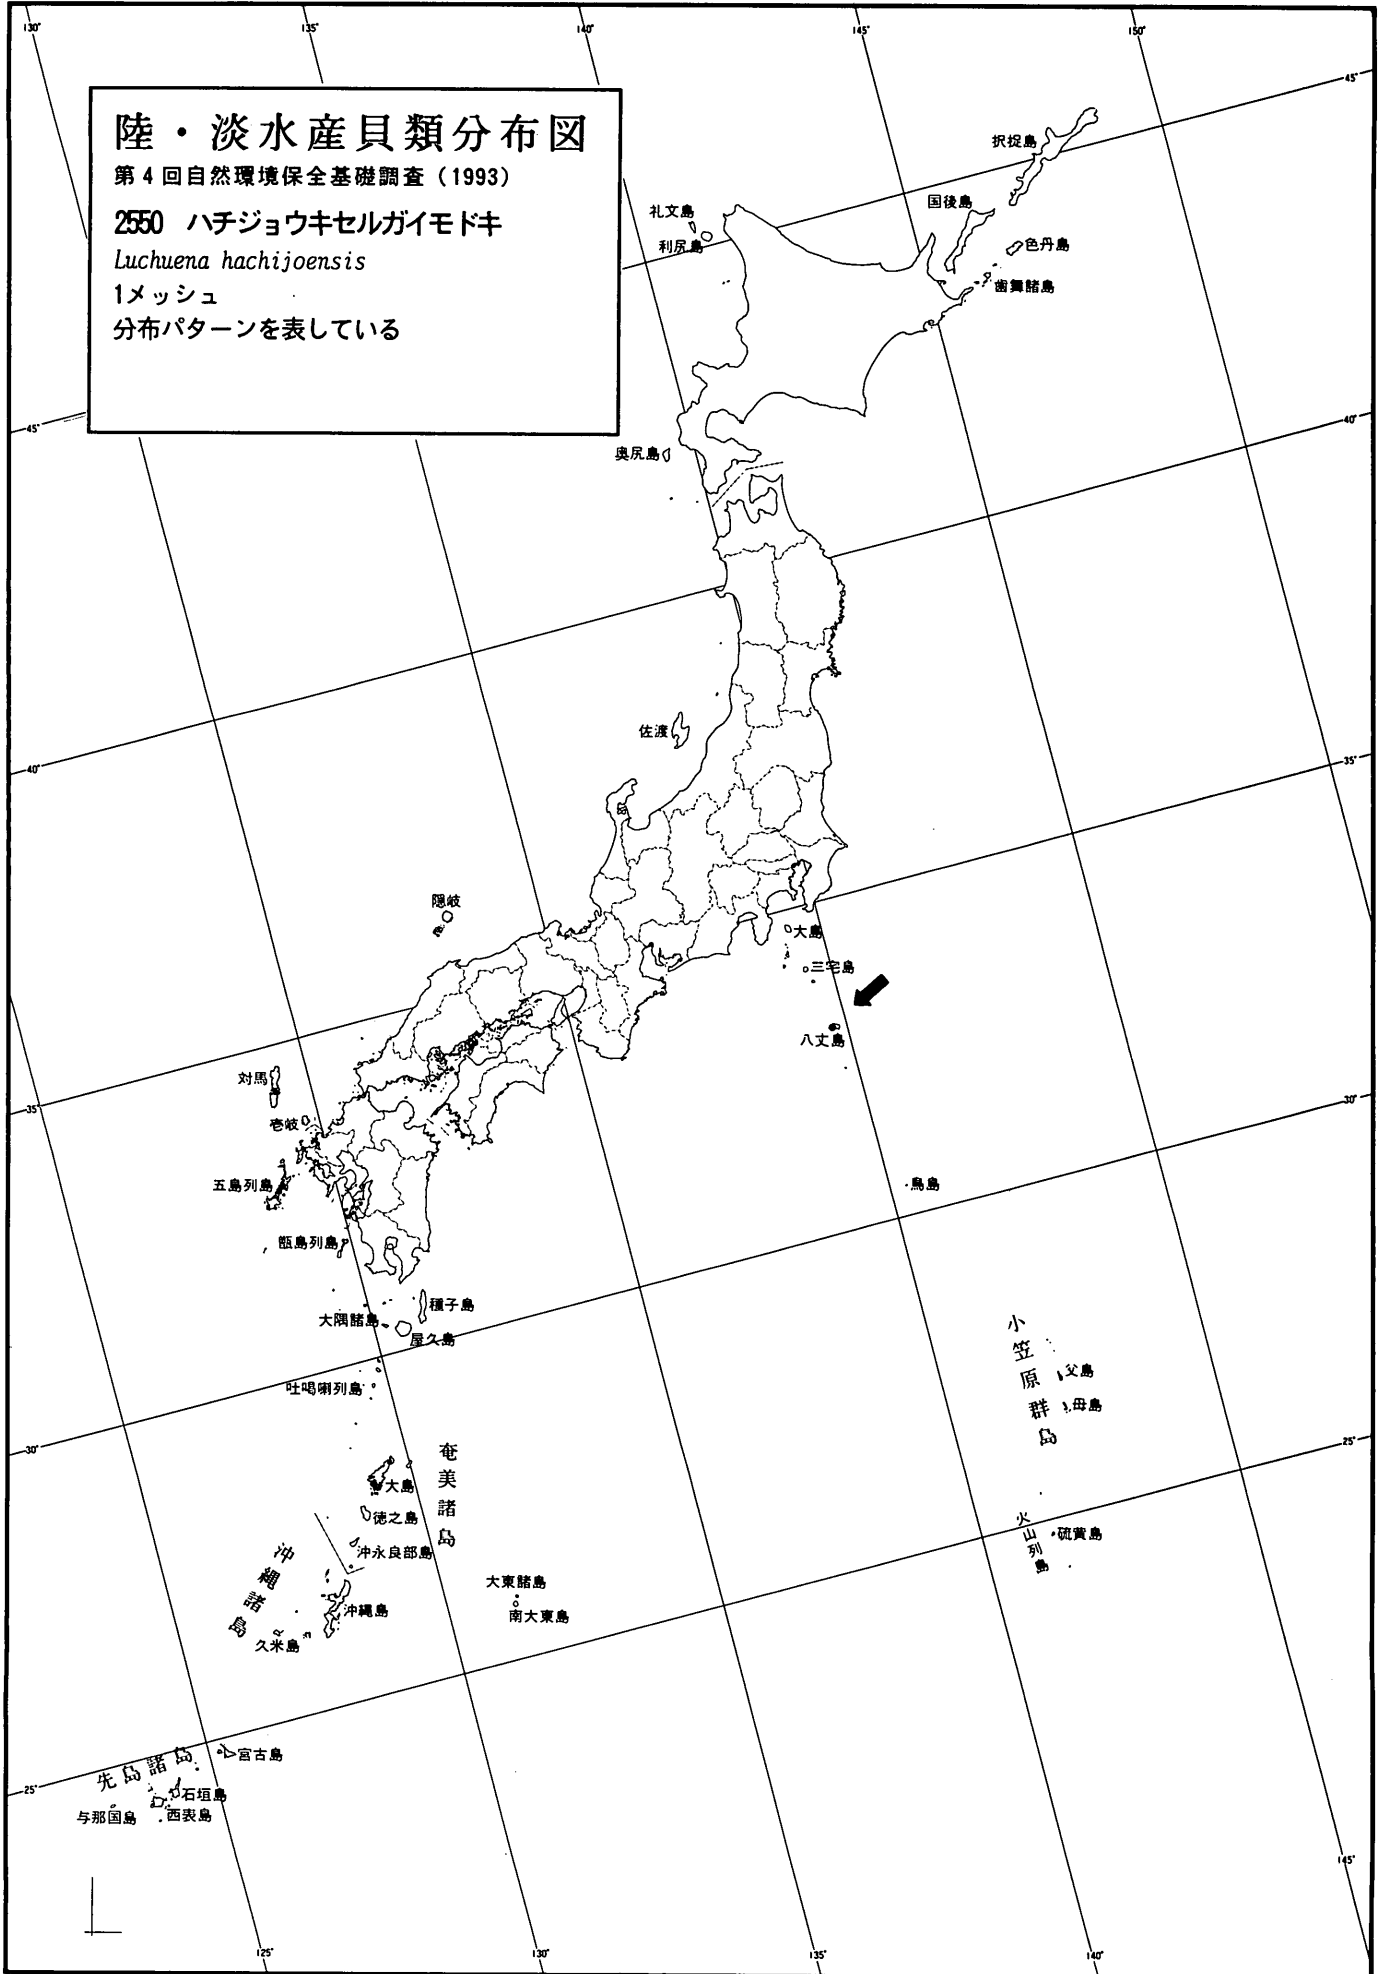 130°
135°
140°
145°
150°
45°
陸・淡水産貝類分布図
第4回自然環境保全基礎調査(1993)
2550 ハチジョウキセルガイモドキ
Luchuena hachijoensis
1メッシュ
分布パターンを表している
択捉島
国後島
色丹島
歯舞諸島
礼文島
利尻島
45°
40°
奥尻島
佐渡
40°
35°
隠岐
大島
三宅島
八丈島
対馬
壱岐
35°
30°
五島列島
甑島列島
鳥島
種子島
大隅諸島
屋久島
吐噶喇列島
小笠原群島
父島
母島
30°
25°
奄美諸島
大島
徳之島
沖永良部島
沖縄諸島
沖縄島
久米島
大東諸島
南大東島
火山列島
硫黄島
先島諸島
宮古島
石垣島
西表島
与那国島
25°
145°
125°
130°
135°
140°